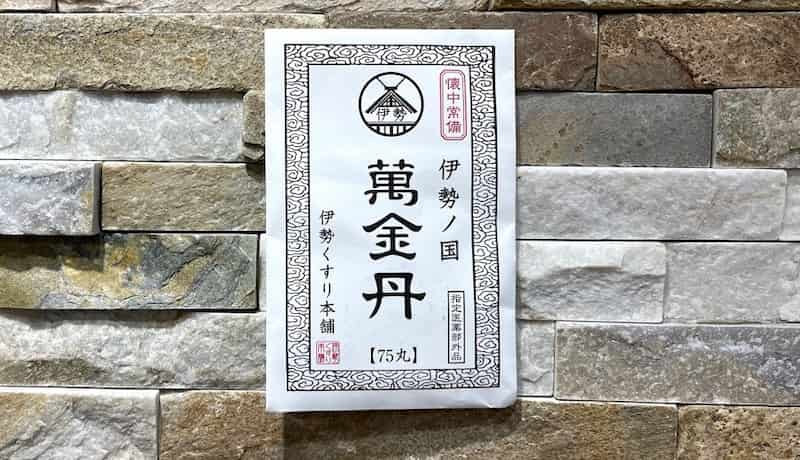 懐中常備
伊勢
伊勢ノ国
萬金丹
伊勢くすり本舗
指定医薬部外品
【75丸】